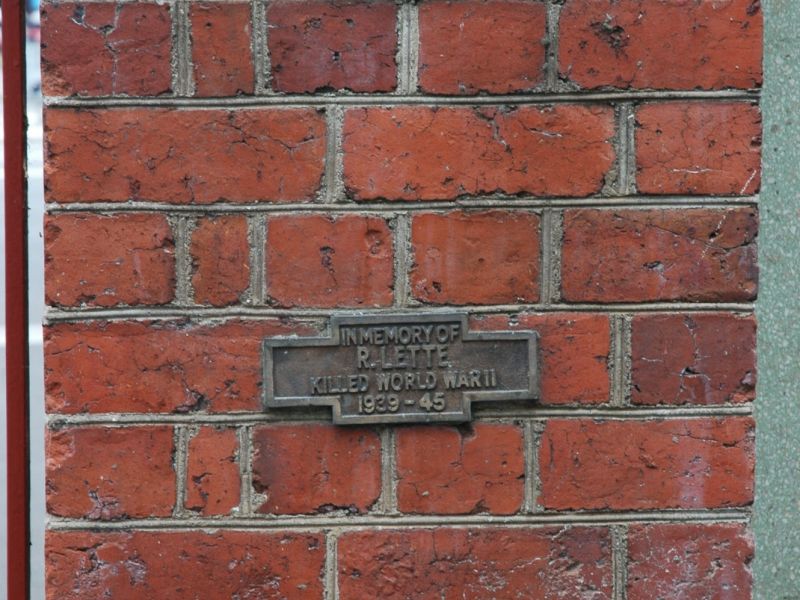 IN MEMORY OF
R. LETTE
KILLED WORLD WAR II
1939 - 45